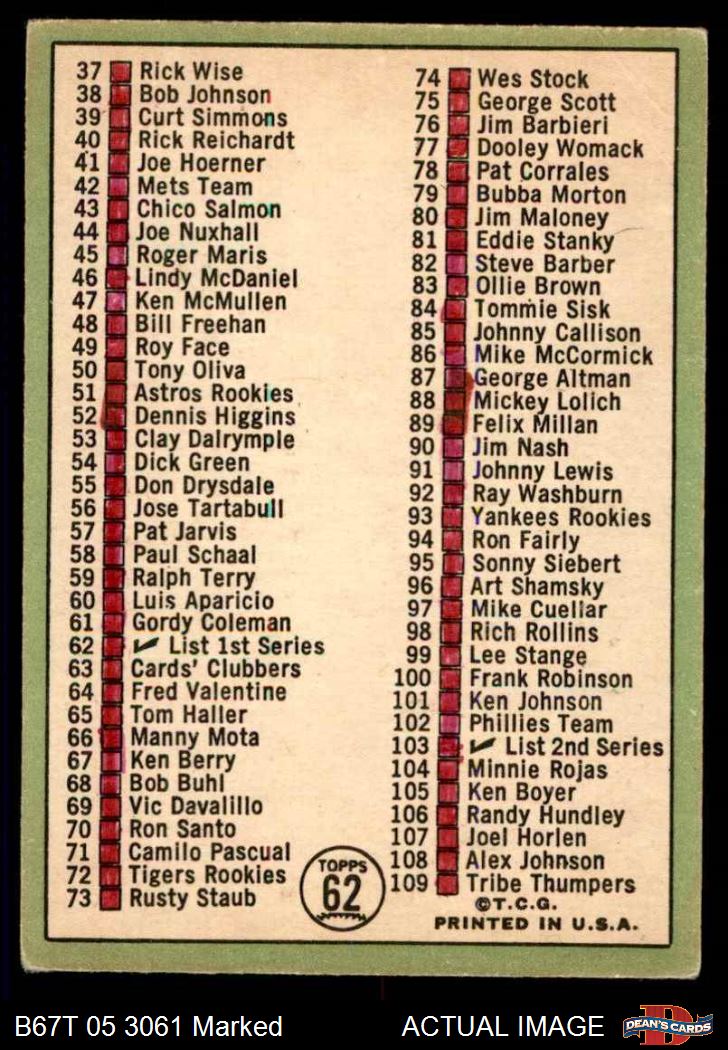 37 Rick Wise
38 Bob Johnson
39 Curt Simmons
40 Rick Reichardt
41 Joe Hoerner
42 Mets Team
43 Chico Salmon
44 Joe Nuxhall
45 Roger Maris
46 Lindy McDaniel
47 Ken McMullen
48 Bill Freehan
49 Roy Face
50 Tony Oliva
51 Astros Rookies
52 Dennis Higgins
53 Clay Dalrymple
54 Dick Green
55 Don Drysdale
56 Jose Tartabull
57 Pat Jarvis
58 Paul Schaal
59 Ralph Terry
60 Luis Aparicio
61 Gordy Coleman
62 ✔ List 1st Series
63 Cards' Clubbers
64 Fred Valentine
65 Tom Haller
66 Manny Mota
67 Ken Berry
68 Bob Buhl
69 Vic Davalillo
70 Ron Santo
71 Camilo Pascual
72 Tigers Rookies
73 Rusty Staub
TOPPS
62
74 Wes Stock
75 George Scott
76 Jim Barbieri
77 Dooley Womack
78 Pat Corrales
79 Bubba Morton
80 Jim Maloney
81 Eddie Stanky
82 Steve Barber
83 Ollie Brown
84 Tommie Sisk
85 Johnny Callison
86 Mike McCormick
87 George Altman
88 Mickey Lolich
89 Felix Millan
90 Jim Nash
91 Johnny Lewis
92 Ray Washburn
93 Yankees Rookies
94 Ron Fairly
95 Sonny Siebert
96 Art Shamsky
97 Mike Cuellar
98 Rich Rollins
99 Lee Stange
100 Frank Robinson
101 Ken Johnson
102 Phillies Team
103 ✔ List 2nd Series
104 Minnie Rojas
105 Ken Boyer
106 Randy Hundley
107 Joel Horlen
108 Alex Johnson
109 Tribe Thumpers
©T.C.G.
PRINTED IN U.S.A.
B67T 05 3061 Marked
ACTUAL IMAGE
DEAN'S CARDS